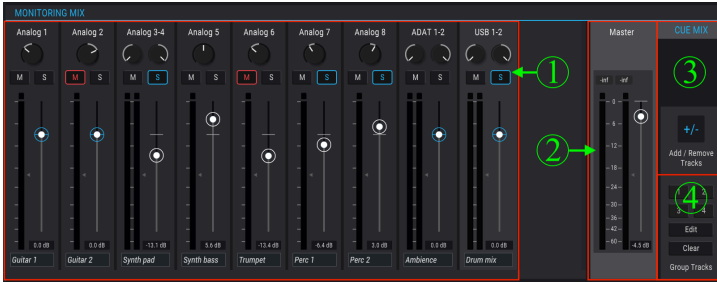 MONITORING MIX
CUE MIX
Analog 1 Analog 2 Analog 3-4 Analog 5 Analog 6 Analog 7 Analog 8 ADAT 1-2 USB 1-2 Master
M S M S M S M S M S M S M S M S M S
1
2
3
-inf -inf
0
-6
-12
-18
-24
-30
-36
-42
-60
+/-
Add / Remove
Tracks
4
1 2
3 4
Edit
Clear
Group Tracks
0.0 dB 0.0 dB -13.1 dB 5.6 dB -13.4 dB -6.4 dB 3.0 dB 0.0 dB 0.0 dB -4.5 dB
Guitar 1 Guitar 2 Synth pad Synth bass Trumpet Perc 1 Perc 2 Ambience Drum mix